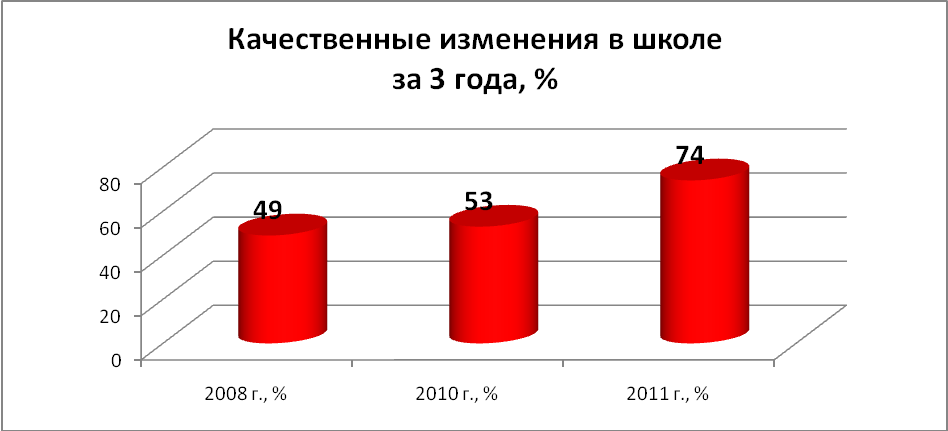 Качественные изменения в школе
за 3 года, %
74
53
49
80
60
40
20
0
2008 г., %
2010 г., %
2011 г., %